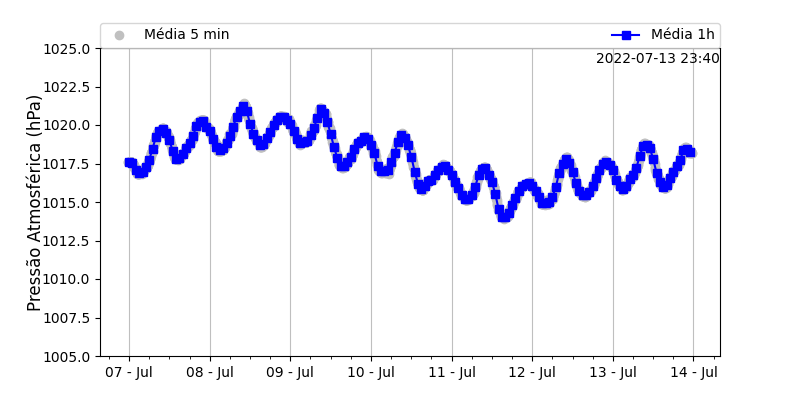 Média 5 min
Média 1h
2022-07-13 23:40
Pressão Atmosférica (hPa)
1025.0
1022.5
1020.0
1017.5
1015.0
1012.5
1010.0
1007.5
1005.0
07 - Jul 08 - Jul 09 - Jul 10 - Jul 11 - Jul 12 - Jul 13 - Jul 14 - Jul